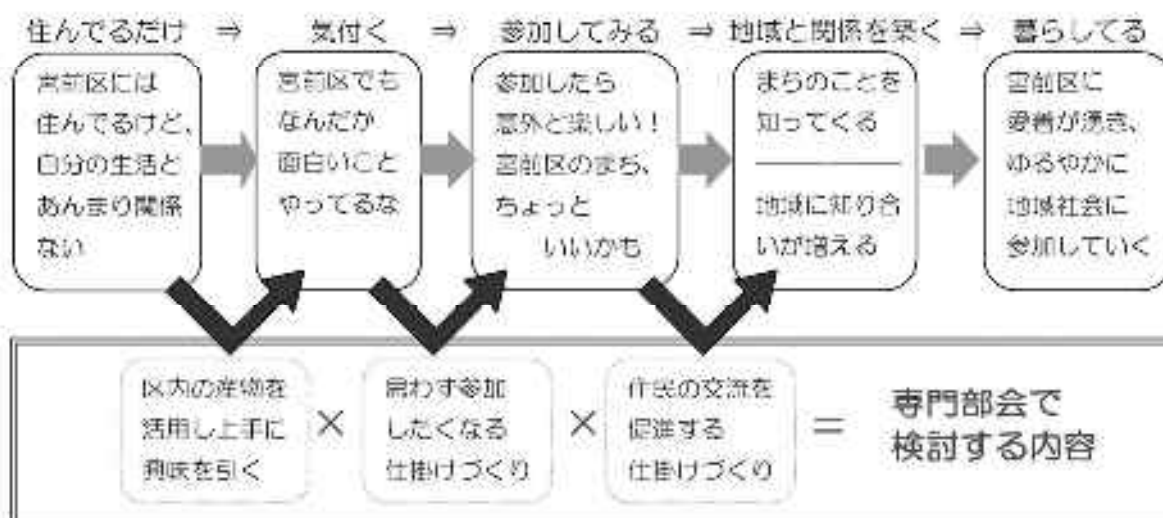 住んでるだけ ⇒ 気付く ⇒ 参加してみる ⇒ 地域と関係を築く ⇒ 暮らしてる
宮前区には
住んでるけど、
自分の生活と
あんまり関係
ない
宮前区でも
なんだか
面白いこと
やってるな
参加したら
意外と楽しい！
宮前区のまち、
ちょっと
いいかも
まちのことを
知ってくる
地域に知り合
いが増える
宮前区に
愛着が湧き、
ゆるやかに
地域社会に
参加していく
区内の産物を
活用し上手に
興味を引く
×
思わず参加
したくなる
仕掛けづくり
×
住民の交流を
促進する
仕掛けづくり
＝
専門部会で
検討する内容